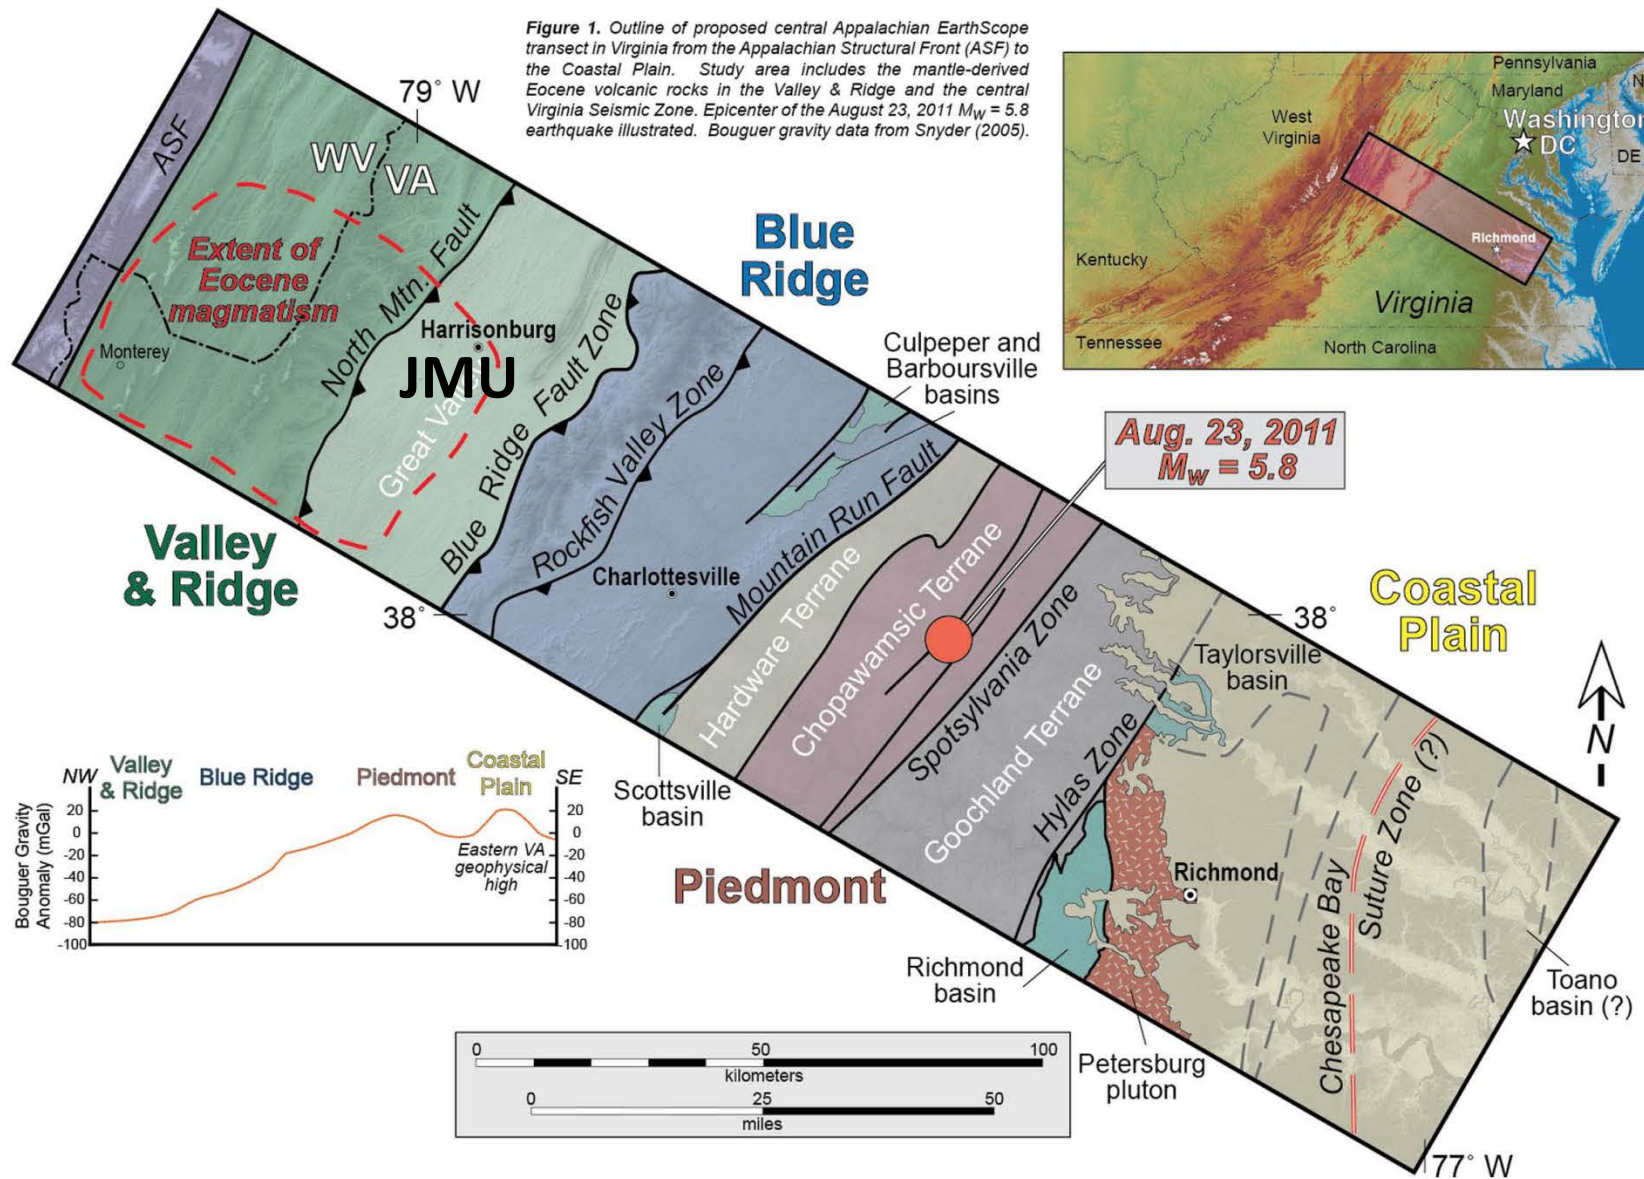 Figure 1. Outline of proposed central Appalachian EarthScope
transect in Virginia from the Appalachian Structural Front (ASF) to
the Coastal Plain. Study area includes the mantle-derived
Eocene volcanic rocks in the Valley & Ridge and the central
Virginia Seismic Zone. Epicenter of the August 23, 2011 MW = 5.8
earthquake illustrated. Bouguer gravity data from Snyder (2005).
Pennsylvania
Maryland
N
West
Virginia
Washington
DC
DE
Richmond
Kentucky
Virginia
Tennessee
North Carolina
79° W
ASF
WV
VA
Extent of
Eocene
magmatism
Monterey
North Mtn. Fault
Harrisonburg
JMU
Great Valley
Blue Ridge Fault Zone
Valley
& Ridge
Blue
Ridge
Rockfish Valley Zone
Charlottesville
Culpeper and
Barboursville
basins
Mountain Run Fault
Aug. 23, 2011
Mw = 5.8
38°
Hardware Terrane
Chopawamsic Terrane
Spotsylvania Zone
Goochland Terrane
Hylas Zone
Scottsville
basin
Piedmont
38°
Coastal
Plain
Taylorsville
basin
Richmond
Richmond
basin
Petersburg
pluton
Chesapeake Bay
Suture Zone (?)
Toano
basin (?)
N
77° W
NW
Valley
& Ridge
Blue Ridge
Piedmont
Coastal
Plain
SE
Bouguer Gravity
Anomaly (mGal)
20
0
-20
-40
-60
-80
-100
20
0
-20
-40
-60
-80
-100
Eastern VA
geophysical
high
0 50 100
kilometers
0 25 50
miles